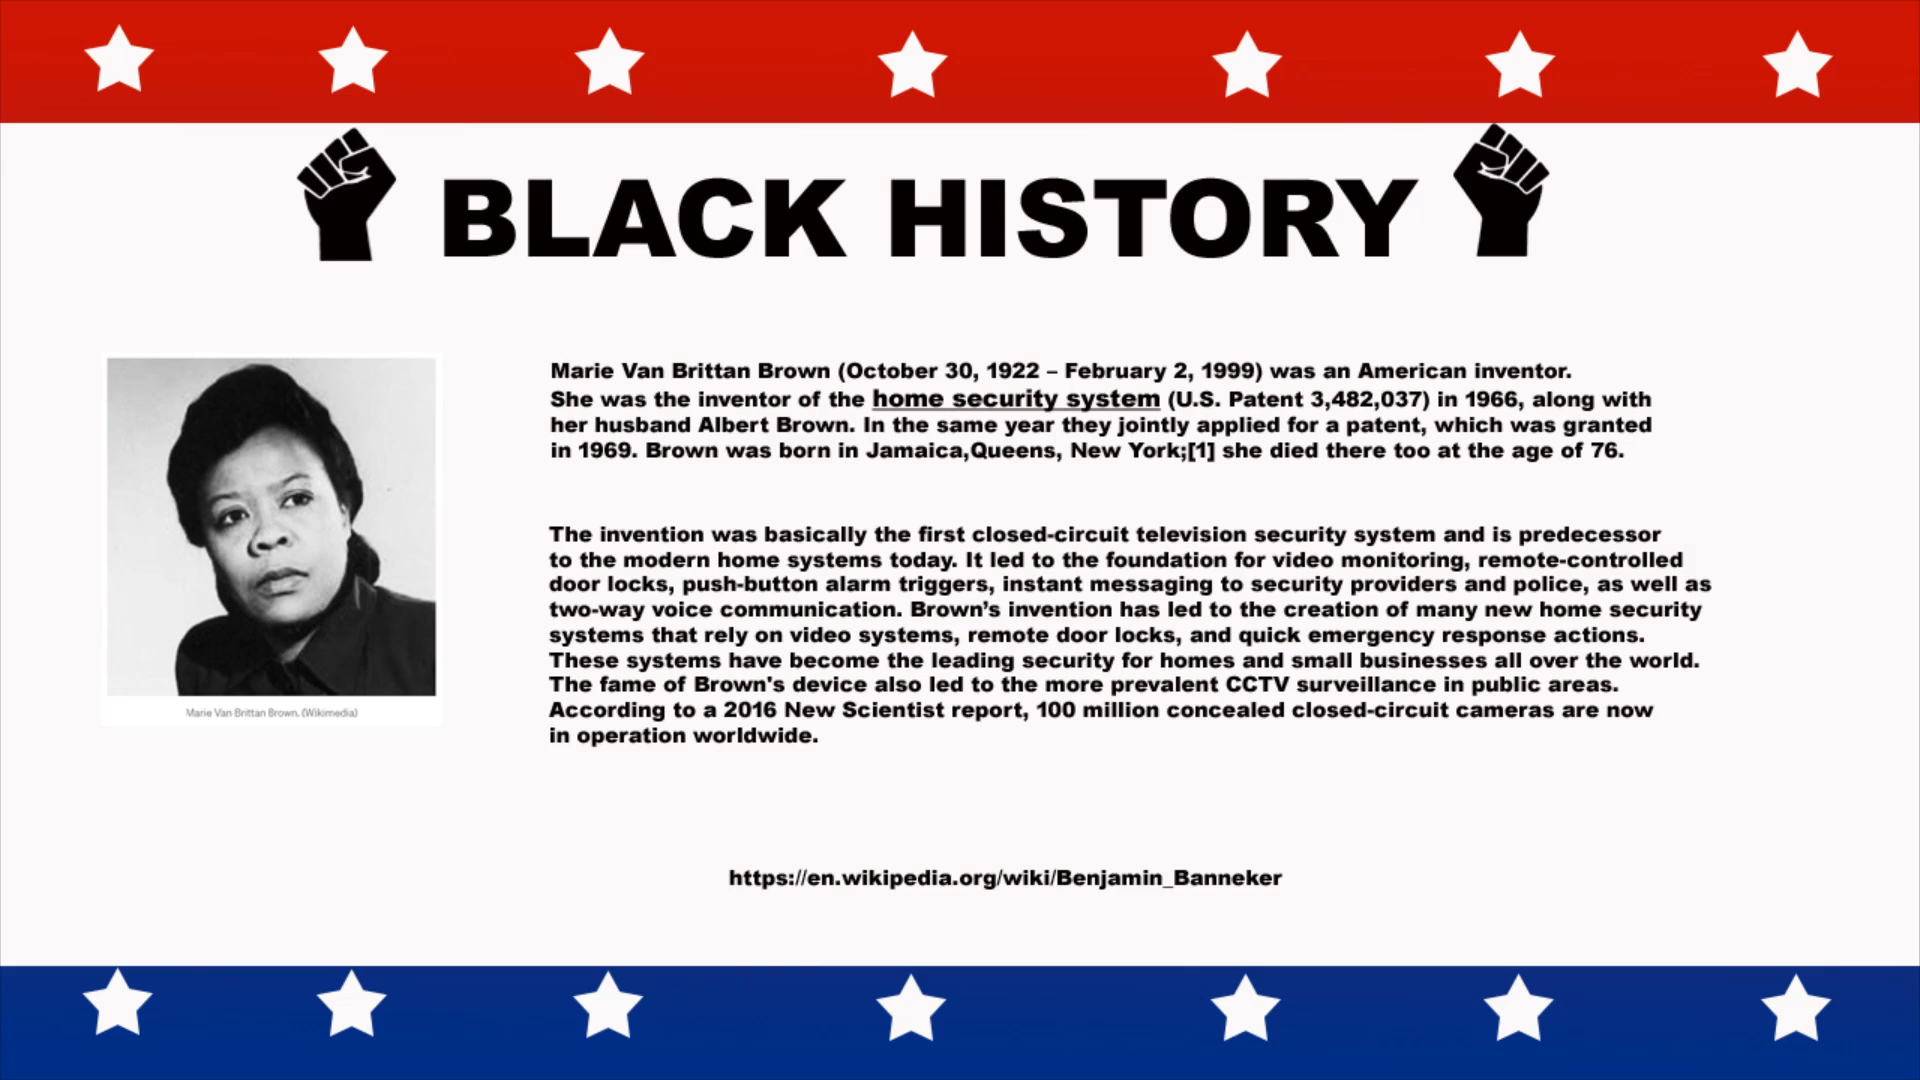 BLACK HISTORY
Marie Van Brittan Brown (October 30, 1922 – February 2, 1999) was an American inventor.
She was the inventor of the home security system (U.S. Patent 3,482,037) in 1966, along with
her husband Albert Brown. In the same year they jointly applied for a patent, which was granted
in 1969. Brown was born in Jamaica,Queens, New York;[1] she died there too at the age of 76.
The invention was basically the first closed-circuit television security system and is predecessor
to the modern home systems today. It led to the foundation for video monitoring, remote-controlled
door locks, push-button alarm triggers, instant messaging to security providers and police, as well as
two-way voice communication. Brown’s invention has led to the creation of many new home security
systems that rely on video systems, remote door locks, and quick emergency response actions.
These systems have become the leading security for homes and small businesses all over the world.
The fame of Brown's device also led to the more prevalent CCTV surveillance in public areas.
According to a 2016 New Scientist report, 100 million concealed closed-circuit cameras are now
in operation worldwide.
Marie Van Brittan Brown. (Wikimedia)
https://en.wikipedia.org/wiki/Benjamin_Banneker